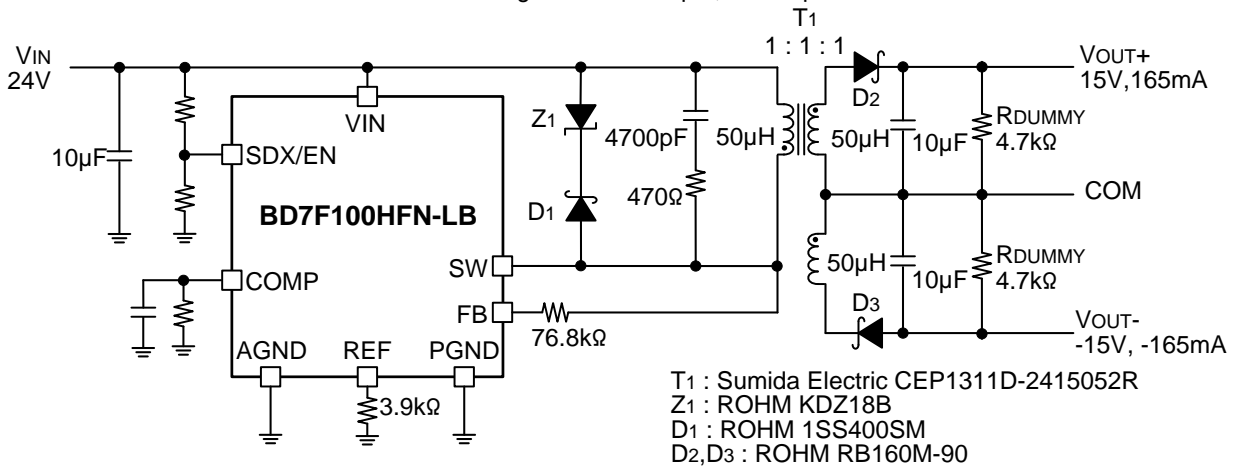 T1
1 : 1 : 1
VIN
24V
VOUT+
15V,165mA
D2
VIN
Z1
4700pF
50µH
50µH
10µF
RDUMMY
4.7kΩ
10µF
SDX/EN
470Ω
COM
D1
BD7F100HFN-LB
SW
COMP
50µH
10µF
RDUMMY
4.7kΩ
FB
76.8kΩ
D3
VOUT-
-15V, -165mA
AGND
REF
PGND
3.9kΩ
T1 : Sumida Electric CEP1311D-2415052R
Z1 : ROHM KDZ18B
D1 : ROHM 1SS400SM
D2,D3 : ROHM RB160M-90